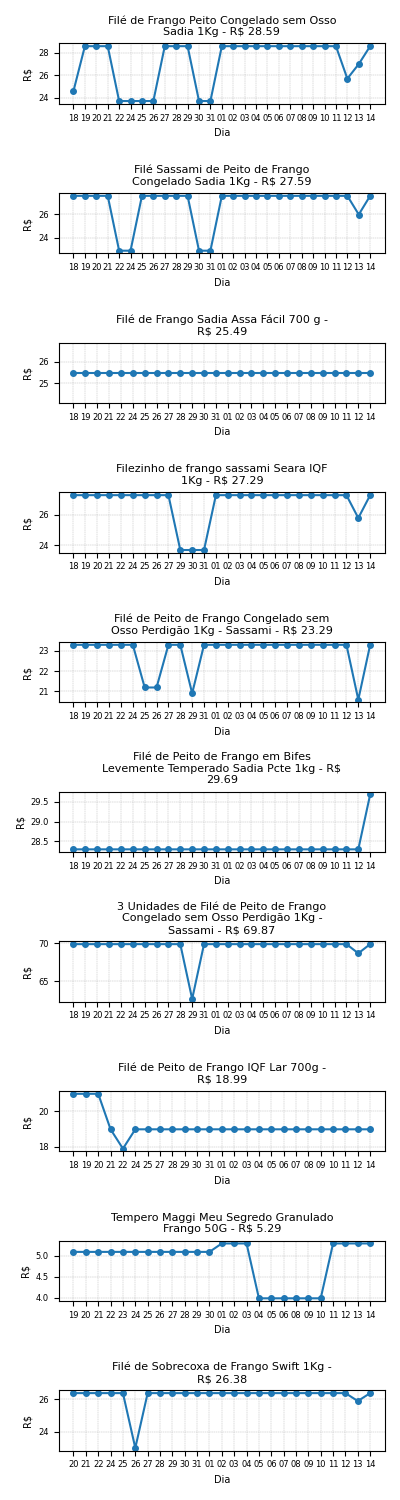 Filé de Frango Peito Congelado sem Osso
Sadia 1Kg - R$ 28.59
28
26
24
R$
18 19 20 21 22 24 25 26 27 28 29 30 31 01 02 03 04 05 06 07 08 09 10 11 12 13 14
Dia
Filé Sassami de Peito de Frango
Congelado Sadia 1Kg - R$ 27.59
26
24
R$
18 19 20 21 22 24 25 26 27 28 29 30 31 01 02 03 04 05 06 07 08 09 10 11 12 13 14
Dia
Filé de Frango Sadia Assa Fácil 700 g -
R$ 25.49
26
25
R$
18 19 20 21 22 24 25 26 27 28 29 30 31 01 02 03 04 05 06 07 08 09 10 11 12 13 14
Dia
Filezinho de frango sassami Seara IQF
1Kg - R$ 27.29
26
24
R$
18 19 20 21 22 24 25 26 27 28 29 30 31 01 02 03 04 05 06 07 08 09 10 11 12 13 14
Dia
Filé de Peito de Frango Congelado sem
Osso Perdigão 1Kg - Sassami - R$ 23.29
23
22
21
R$
18 19 20 21 22 24 25 26 27 28 29 30 31 01 02 03 04 05 06 07 08 09 10 11 12 13 14
Dia
Filé de Peito de Frango em Bifes
Levemente Temperado Sadia Pcte 1kg - R$
29.69
29.5
29.0
28.5
R$
18 19 20 21 22 24 25 26 27 28 29 30 31 01 02 03 04 05 06 07 08 09 10 11 12 13 14
Dia
3 Unidades de Filé de Peito de Frango
Congelado sem Osso Perdigão 1Kg -
Sassami - R$ 69.87
70
65
R$
18 19 20 21 22 24 25 26 27 28 29 30 31 01 02 03 04 05 06 07 08 09 10 11 12 13 14
Dia
Filé de Peito de Frango IQF Lar 700g -
R$ 18.99
20
18
R$
18 19 20 21 22 24 25 26 27 28 29 30 31 01 02 03 04 05 06 07 08 09 10 11 12 13 14
Dia
Tempero Maggi Meu Segredo Granulado
Frango 50G - R$ 5.29
5.0
4.5
4.0
R$
19 20 21 22 24 25 26 27 28 29 30 31 01 02 03 04 05 06 07 08 09 10 11 12 13 14
Dia
Filé de Sobrecoxa de Frango Swift 1Kg -
R$ 26.38
26
24
R$
20 21 22 24 25 26 27 28 29 30 31 01 02 03 04 05 06 07 08 09 10 11 12 13 14
Dia